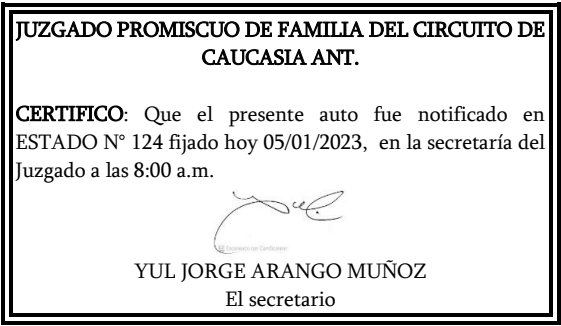 JUZGADO PROMISCUO DE FAMILIA DEL CIRCUITO DE
CAUCASIA ANT.
CERTIFICO: Que el presente auto fue notificado en
ESTADO N° 124 fijado hoy 05/01/2023, en la secretaría del
Juzgado a las 8:00 a.m.
YUL JORGE ARANGO MUÑOZ
El secretario